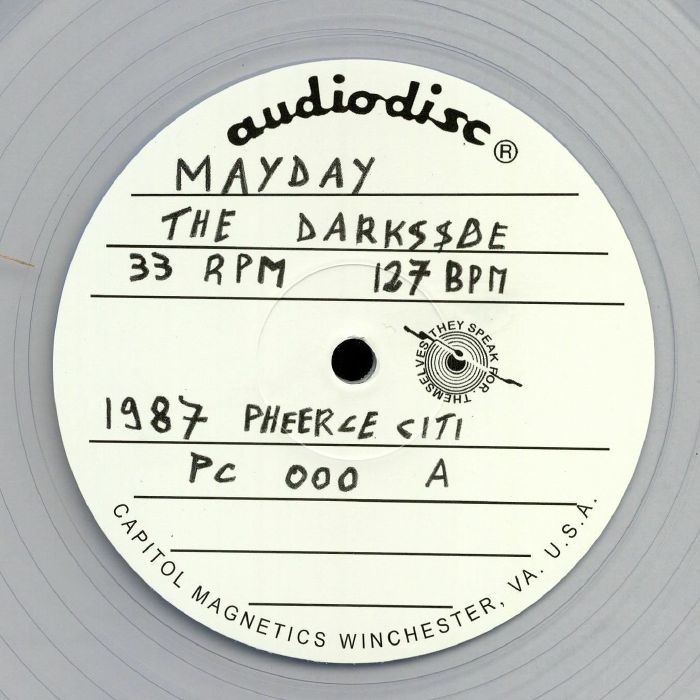 audiodisc®
MAYDAY
THE DARKS$DE
33 RPM 127 BPM
THEY SPEAK FOR THEMSELVES
1987 PHEERCE CITI
PC 000 A
CAPITOL MAGNETICS WINCHESTER, VA. U.S.A.